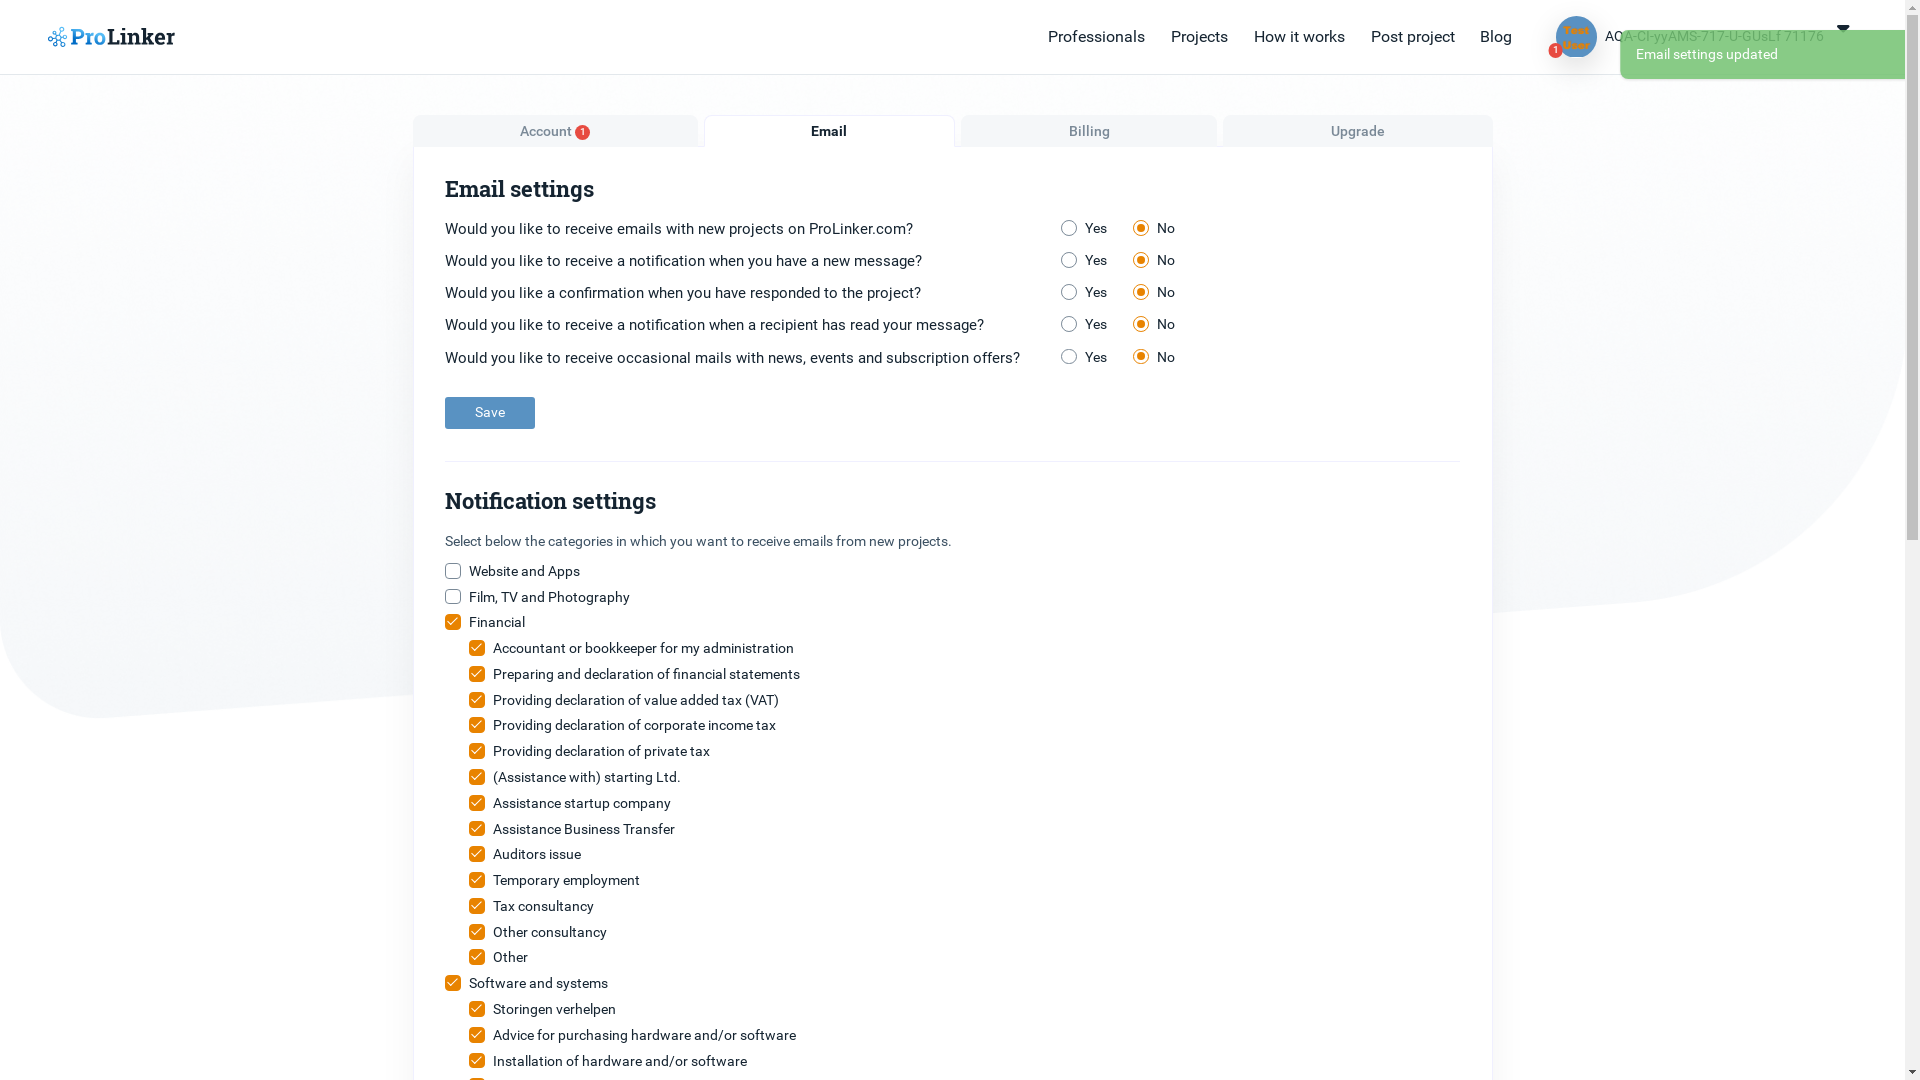 ProLinker
Professionals
Projects
How it works
Post project
Blog
Test
User
1
AQA-CI-yyAMS-717-U-GUsLf 71176
Email settings updated
Account 1
Email
Billing
Upgrade
Email settings
Would you like to receive emails with new projects on ProLinker.com? Yes No
Would you like to receive a notification when you have a new message? Yes No
Would you like a confirmation when you have responded to the project? Yes No
Would you like to receive a notification when a recipient has read your message? Yes No
Would you like to receive occasional mails with news, events and subscription offers? Yes No
Save
Notification settings
Select below the categories in which you want to receive emails from new projects.
Website and Apps
Film, TV and Photography
Financial
Accountant or bookkeeper for my administration
Preparing and declaration of financial statements
Providing declaration of value added tax (VAT)
Providing declaration of corporate income tax
Providing declaration of private tax
(Assistance with) starting Ltd.
Assistance startup company
Assistance Business Transfer
Auditors issue
Temporary employment
Tax consultancy
Other consultancy
Other
Software and systems
Storingen verhelpen
Advice for purchasing hardware and/or software
Installation of hardware and/or software